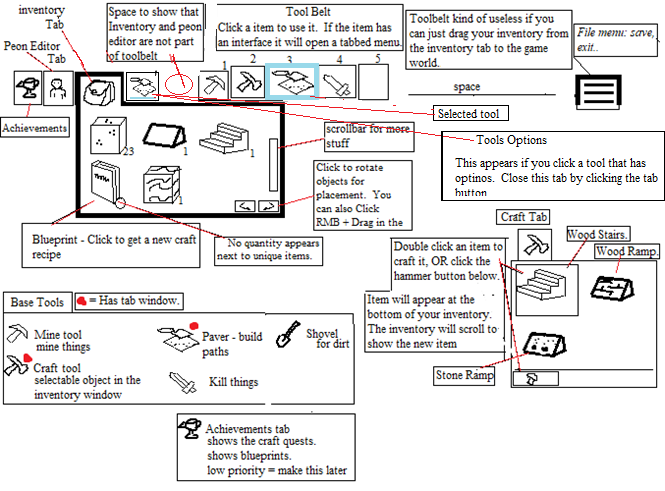 inventory
Tab
Peon Editor
Tab
Achievements
Space to show that
Inventory and peon
editor are not part
of toolbelt
Tool Belt
Click a item to use it. If the item has
an interface it will open a tabbed menu.
1
2
3
4
5
Toolbelt kind of useless if you
can just drag your inventory from
the inventory tab to the game
world.
File menu: save,
exit..
space
Selected tool
Tools Options
This appears if you click a tool that has
optinos. Close this tab by clicking the tab
button
23
1
1
1
scrollbar for more
stuff
Click to rotate
objects for
placement. You
can also Click
RMB + Drag in the
Blueprint - Click to get a new craft
recipe
No quantity appears
next to unique items.
Craft Tab
Wood Stairs.
Wood Ramp.
Double click an item to
craft it, OR click the
hammer button below.
Item will appear at the
bottom of your inventory.
The inventory will scroll to
show the new item
Stone Ramp
Base Tools
= Has tab window.
Mine tool
mine things
Craft tool
selectable object in the
inventory window
Paver - build
paths
Kill things
Shovel
for dirt
Achievements tab
shows the craft quests.
shows blueprints.
low priority = make this later